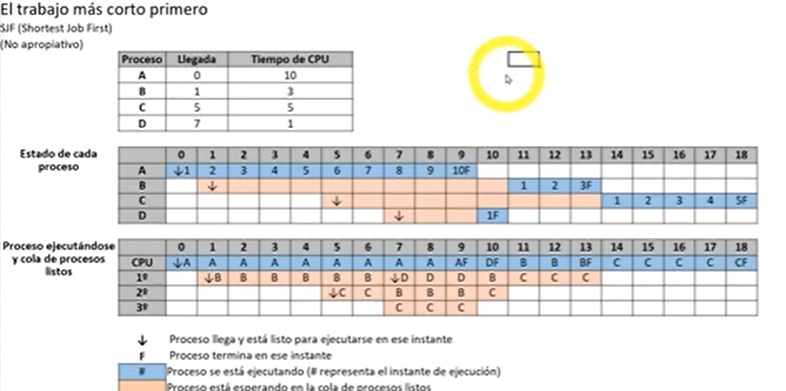 El trabajo más corto primero
SJF (Shortest Job First)
(No apropiativo)
Proceso Llegada Tiempo de CPU
A 0 10
B 1 3
C 5 5
D 7 1
Estado de cada proceso
0 1 2 3 4 5 6 7 8 9 10 11 12 13 14 15 16 17 18
A ↓1 2 3 4 5 6 7 8 9 10F
B ↓ 1 2 3F
C ↓ 1 2 3 4 5F
D ↓ 1F
Proceso ejecutándose y cola de procesos listos
0 1 2 3 4 5 6 7 8 9 10 11 12 13 14 15 16 17 18
CPU ↓A A A A A A A A A AF DF B B BF C C C C CF
1º ↓B B B B B B ↓D D D B C C C
2º ↓C C B B B C
3º C C C
↓ Proceso llega y está listo para ejecutarse en ese instante
F Proceso termina en ese instante
# Proceso se está ejecutando (# representa el instante de ejecución)
Proceso está esperando en la cola de procesos listos